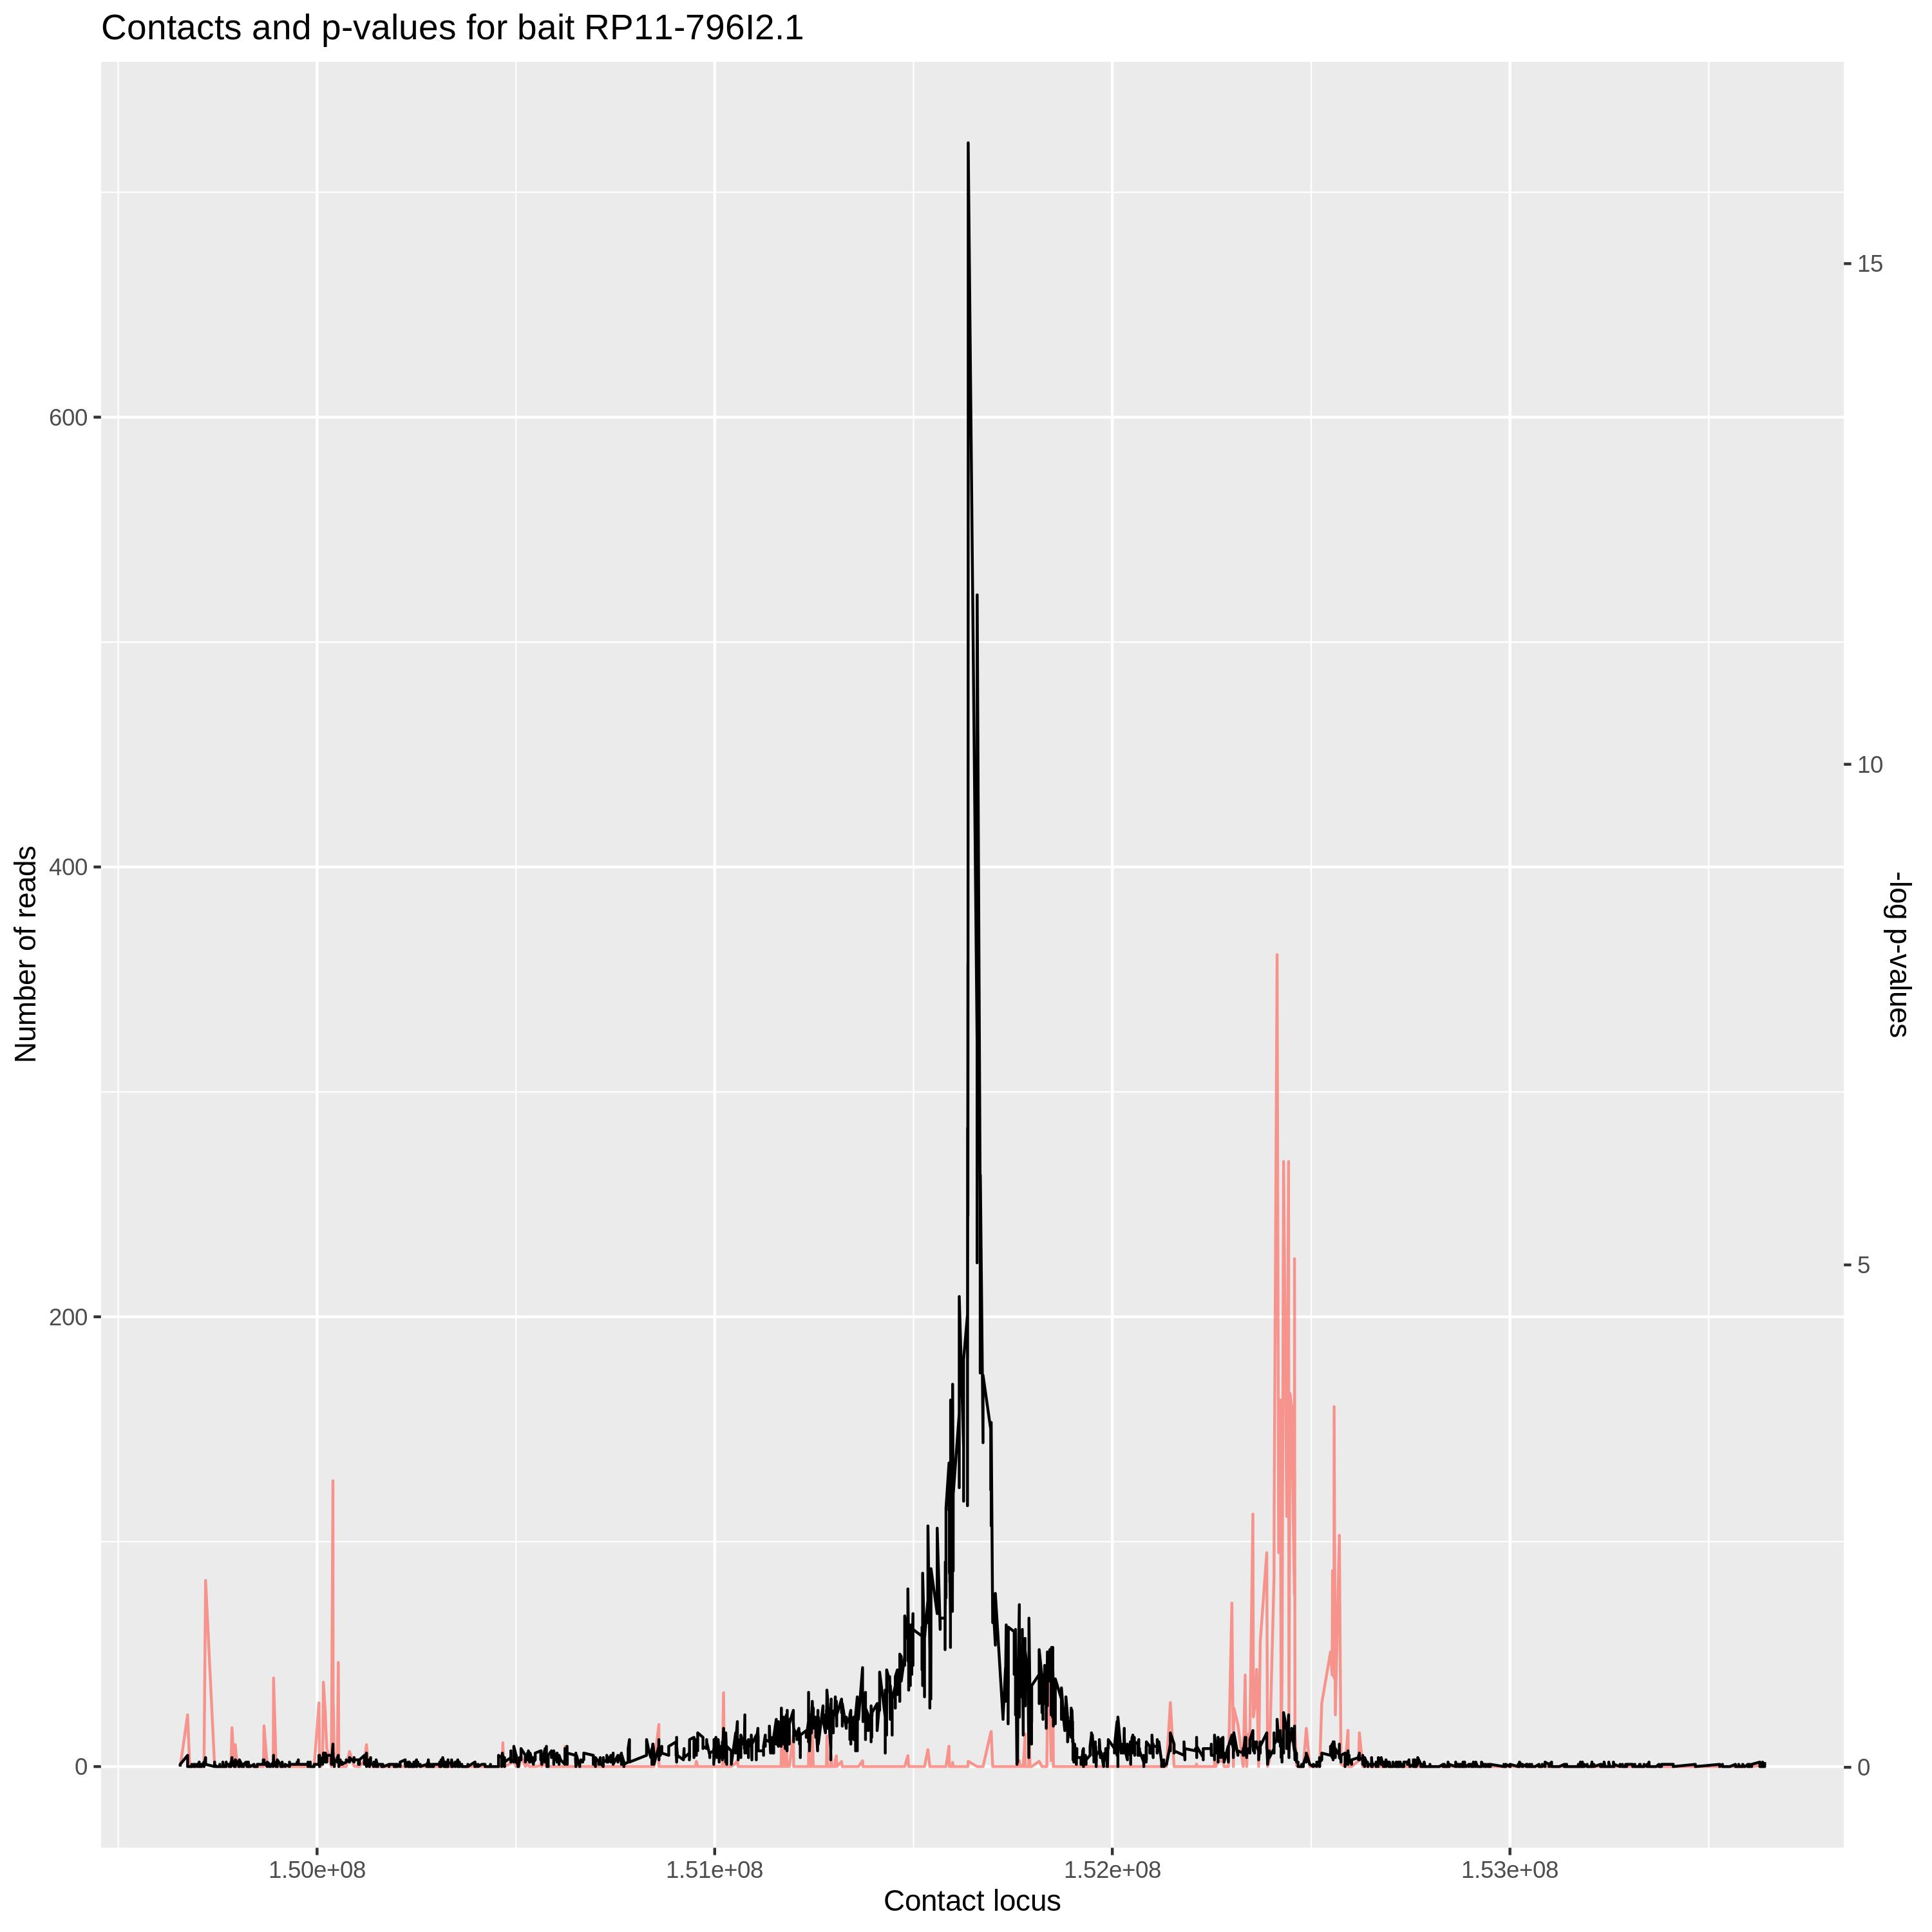 Contacts and p-values for bait RP11-796I2.1
600
400
200
0
15
10
5
0
Number of reads
-log p-values
1.50e+08
1.51e+08
1.52e+08
1.53e+08
Contact locus